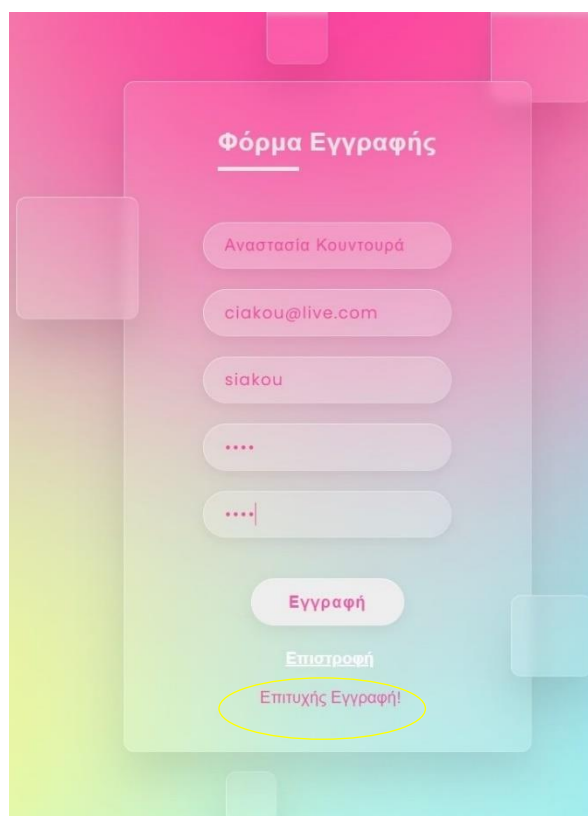 Φόρμα Εγγραφής
Αναστασία Κουντουρά
ciakou@live.com
siakou
••••
••••
Εγγραφή
Επιστροφή
Επιτυχής Εγγραφή!